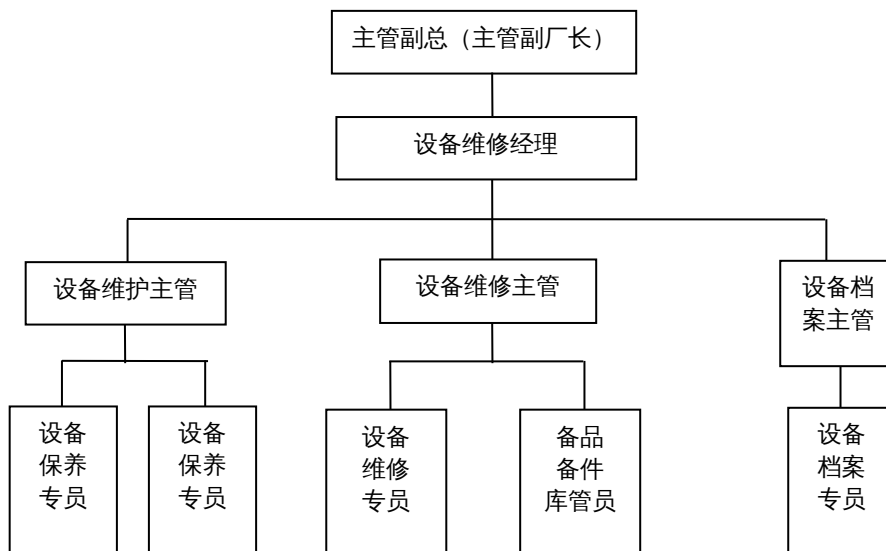 主管副总（主管副厂长）
设备维修经理
设备维护主管
设备维修主管
设备档
案主管
设备
保养
专员
设备
保养
专员
设备
维修
专员
备品
备件
库管员
设备
档案
专员